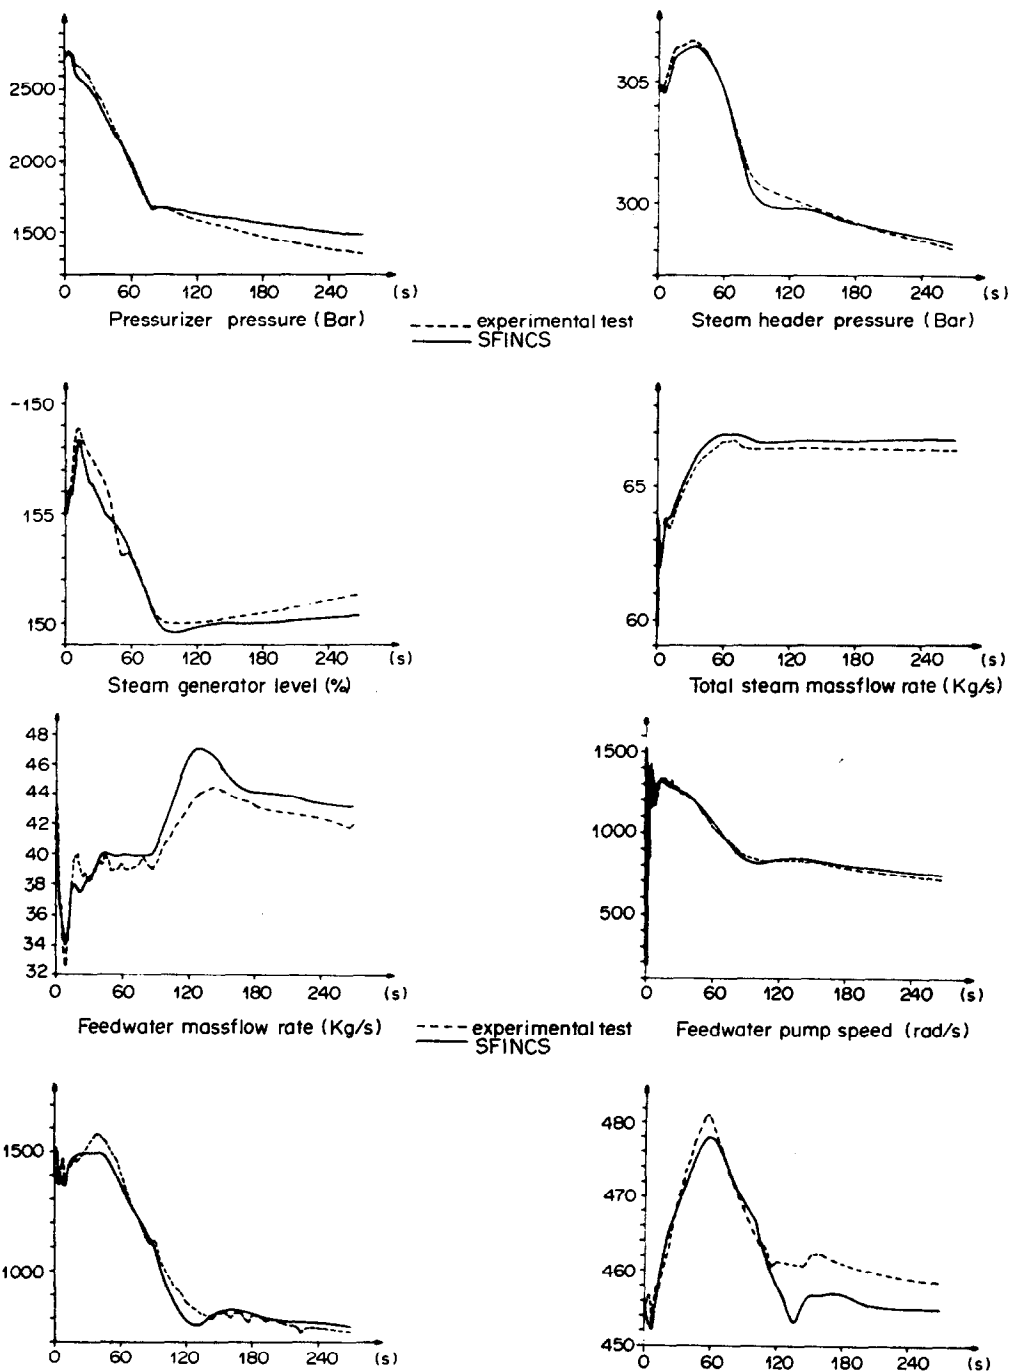 2500
2000
1500
0 60 120 180 240 (s)
Pressurizer pressure (Bar)
305
300
0 60 120 180 240 (s)
Steam header pressure (Bar)
experimental test
SFINCS
-150
155
150
0 60 120 180 240 (s)
Steam generator level (%)
65
60
0 60 120 180 240 (s)
Total steam massflow rate (Kg/s)
48
46
44
42
40
38
36
34
32
0 60 120 180 240 (s)
Feedwater massflow rate (Kg/s)
1500
1000
500
0 60 120 180 240 (s)
Feedwater pump speed (rad/s)
experimental test
SFINCS
1500
1000
0 60 120 180 240 (s)
480
470
460
450
0 60 120 180 240 (s)